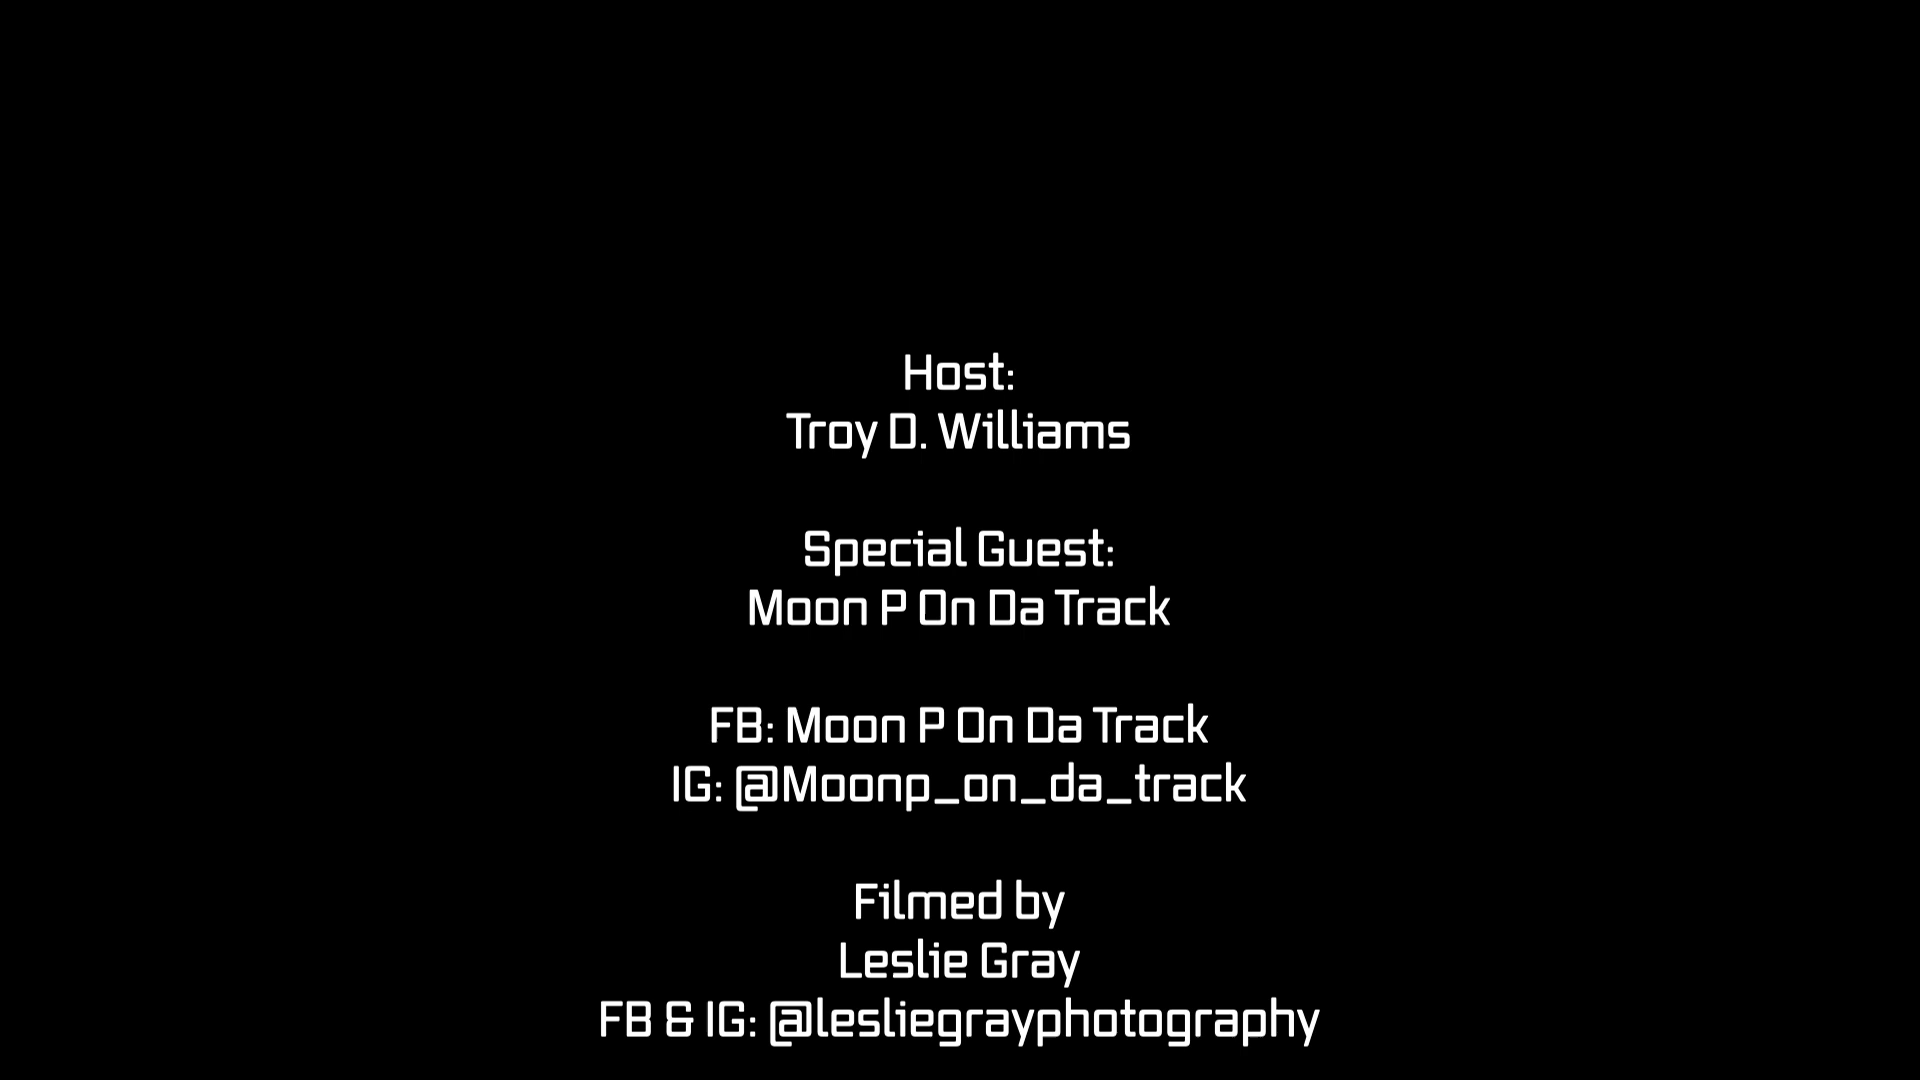 Host:
Troy D. Williams
Special Guest:
Moon P On Da Track
FB: Moon P On Da Track
IG: @Moonp_on_da_track
Filmed by
Leslie Gray
FB & IG: @lesliegrayphotography